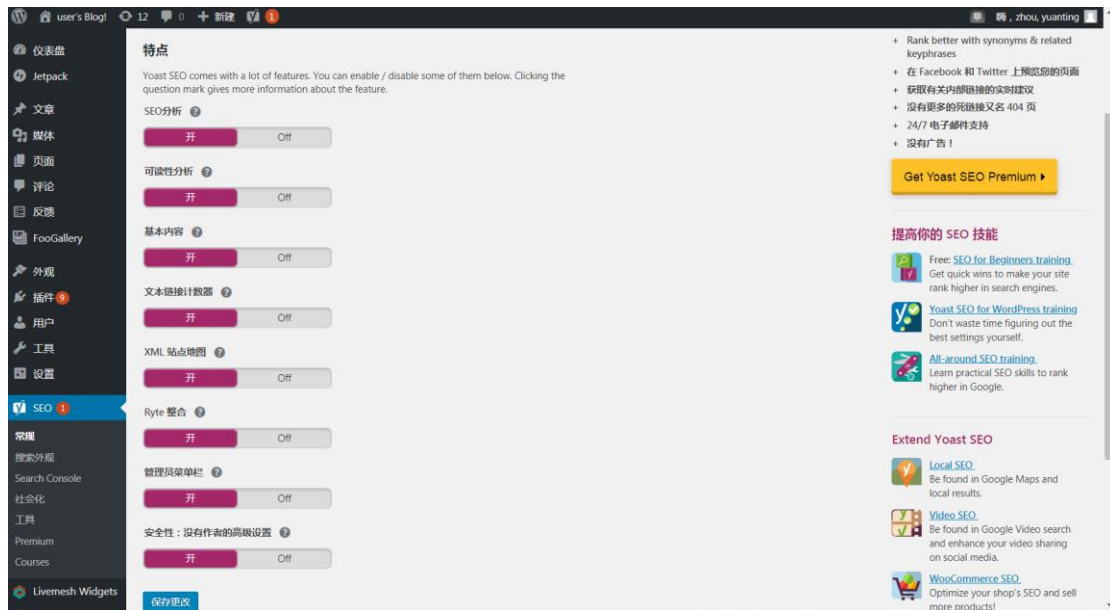 user's Blog!
12
0
新建
1
嗨，zhou, yuanting
仪表盘
Jetpack
文章
媒体
页面
评论
反馈
FooGallery
外观
插件 9
用户
工具
设置
SEO 1
常规
搜索外观
Search Console
社会化
工具
Premium
Courses
Livemesh Widgets
特点
Yoast SEO comes with a lot of features. You can enable / disable some of them below. Clicking the
question mark gives more information about the feature.
SEO分析
开 Off
可读性分析
开 Off
基本内容
开 Off
文本链接计数器
开 Off
XML 站点地图
开 Off
Ryte 整合
开 Off
管理员菜单栏
开 Off
安全性：没有作者的高级设置
开 Off
保存更改
+ Rank better with synonyms & related
keyphrases
+ 在 Facebook 和 Twitter 上预览您的页面
+ 获取有关内部链接的实时建议
+ 没有更多的死链接又名 404 页
+ 24/7 电子邮件支持
+ 没有广告！
Get Yoast SEO Premium
提高你的 SEO 技能
Free: SEO for Beginners training
Get quick wins to make your site
rank higher in search engines.
Yoast SEO for WordPress training
Don't waste time figuring out the
best settings yourself.
All-around SEO training
Learn practical SEO skills to rank
higher in Google.
Extend Yoast SEO
Local SEO
Be found in Google Maps and
local results.
Video SEO
Be found in Google Video search
and enhance your video sharing
on social media.
WooCommerce SEO
Optimize your shop's SEO and sell
more products!